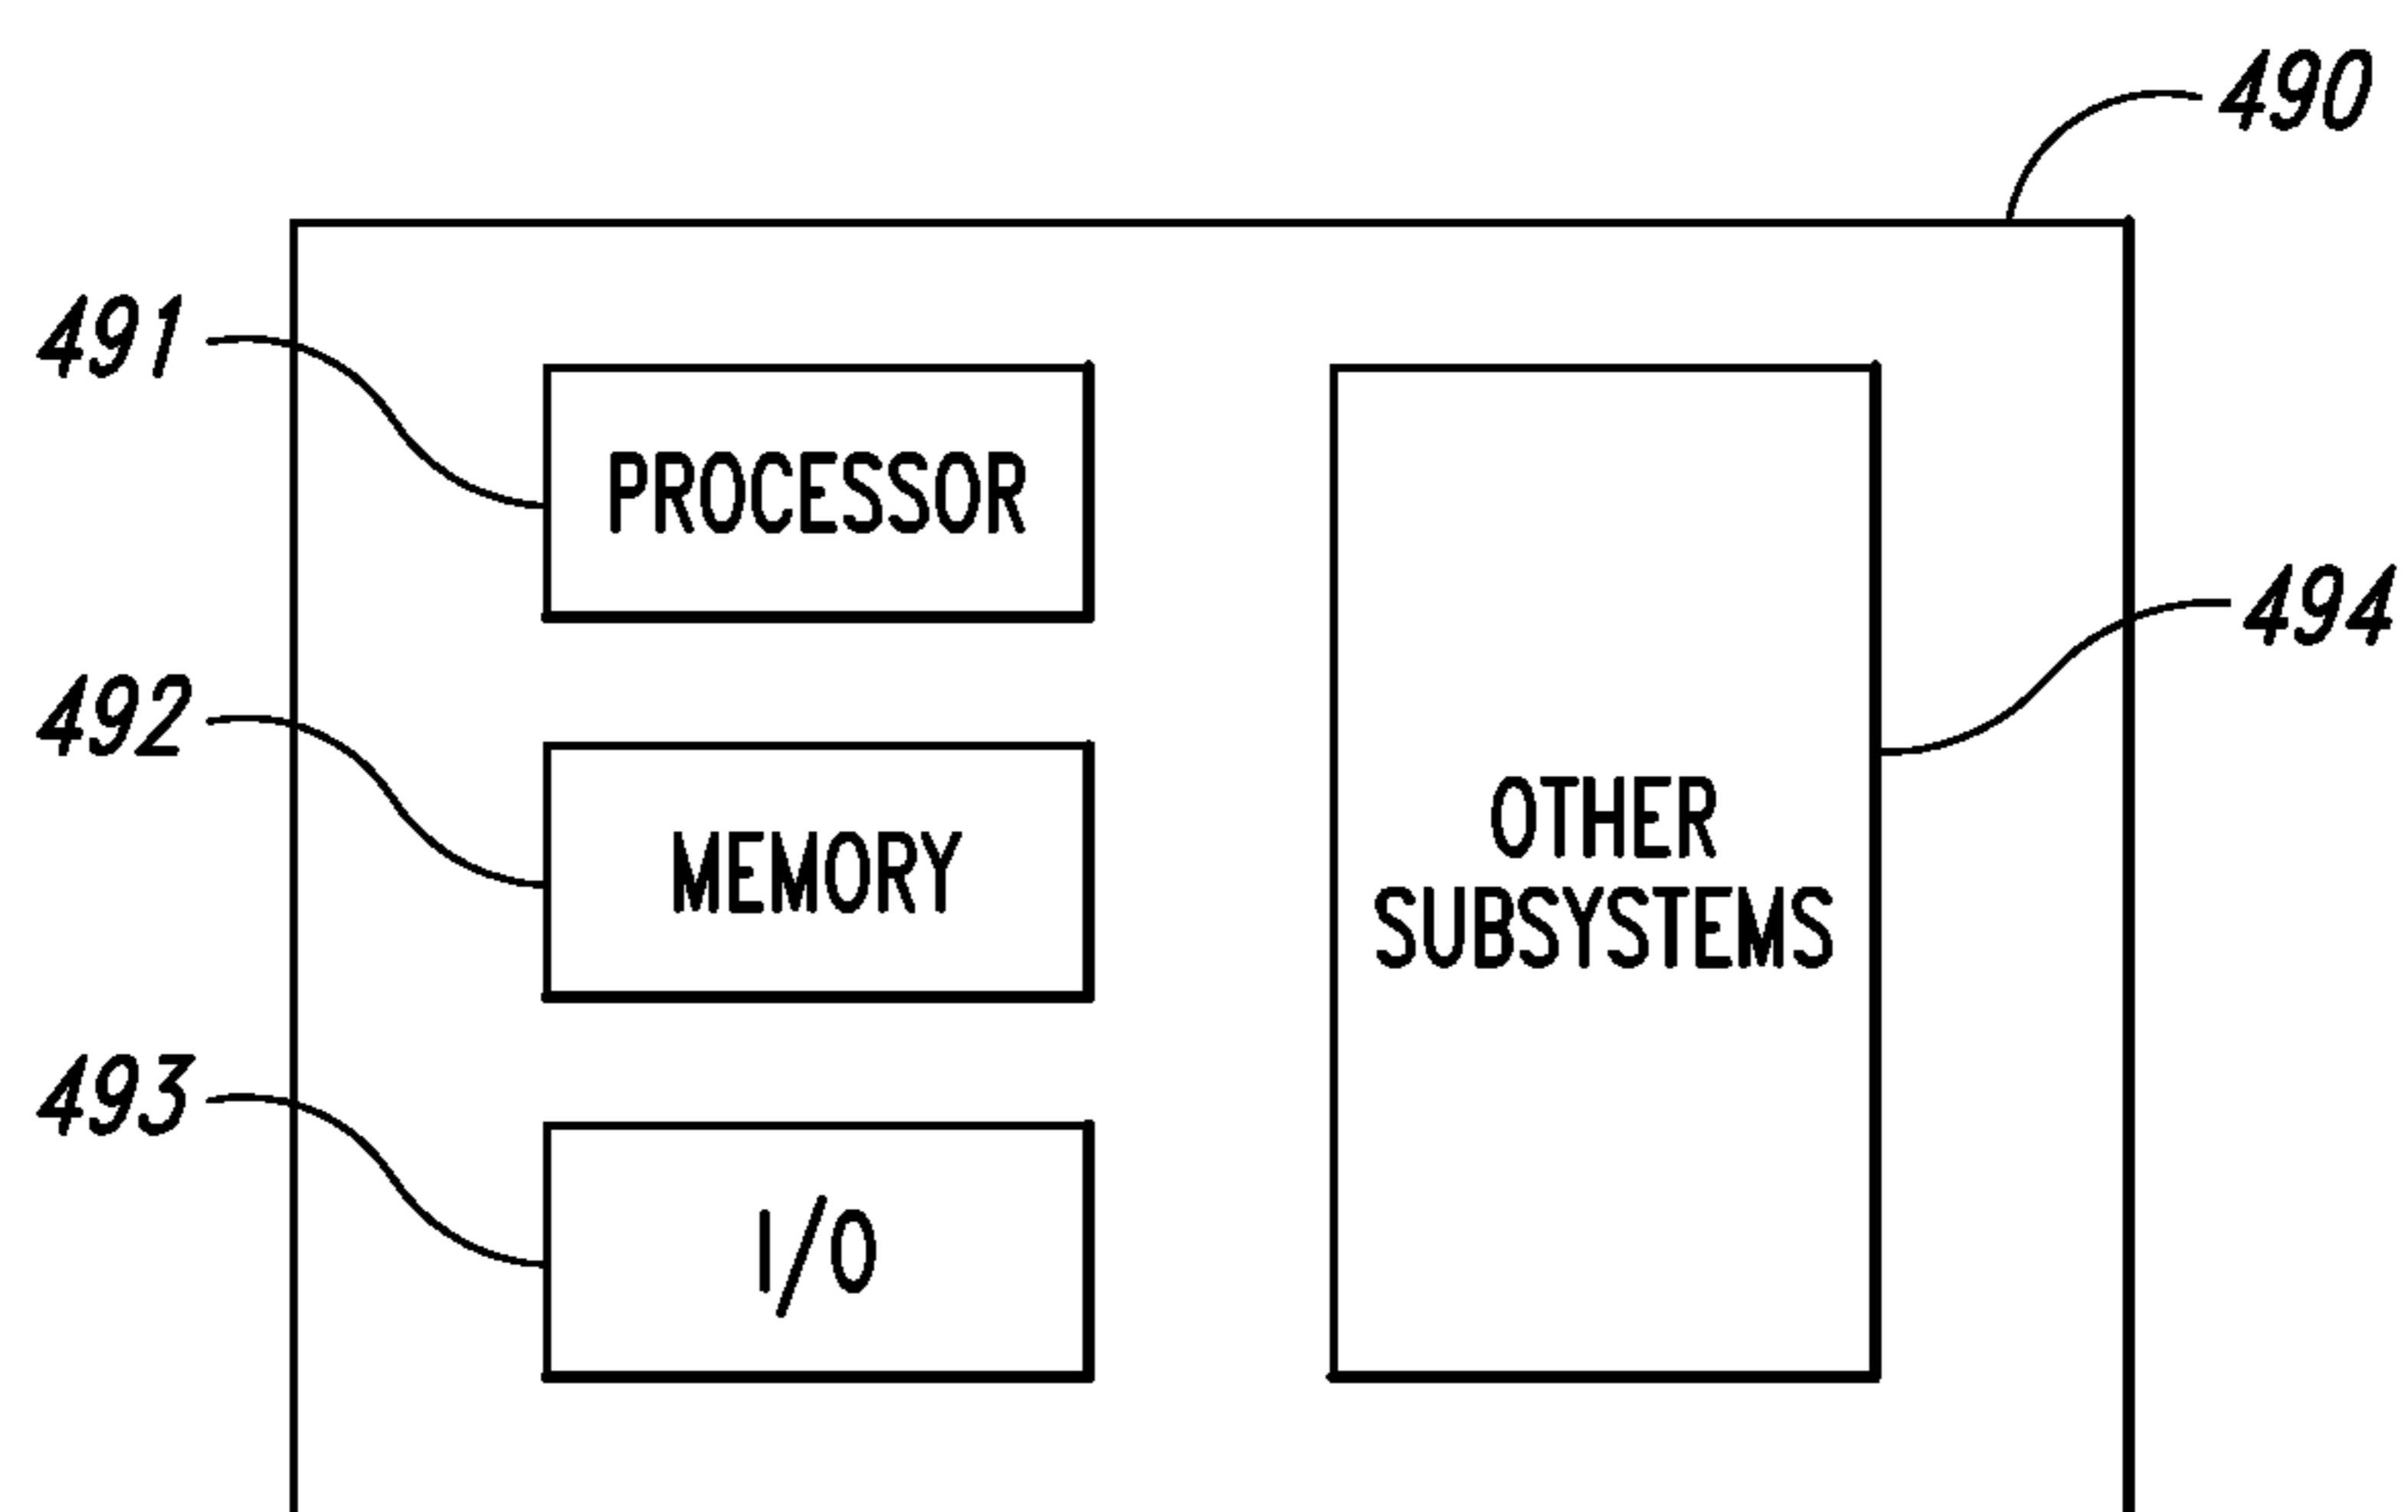 490
491
PROCESSOR
494
492
OTHER
MEMORY
SUBSYSTEMS
493
I/O